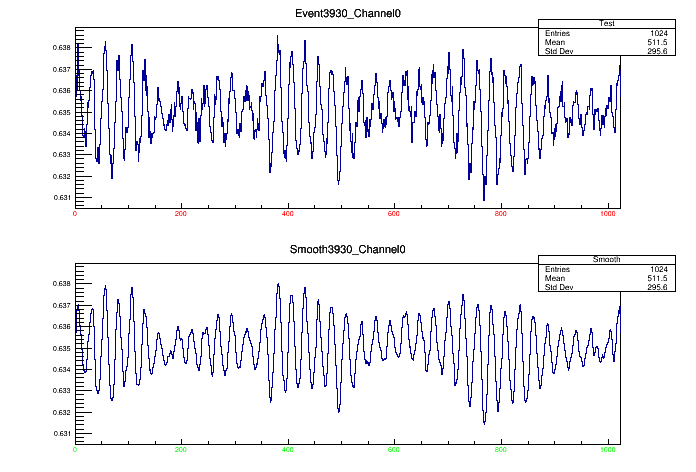 Event3930_Channel0
Test
Entries 1024
Mean 511.5
Std Dev 295.6
0.638
0.637
0.636
0.635
0.634
0.633
0.632
0.631
0 200 400 600 800 1000
Smooth3930_Channel0
Smooth
Entries 1024
Mean 511.5
Std Dev 295.6
0.638
0.637
0.636
0.635
0.634
0.633
0.632
0.631
0 200 400 600 800 1000